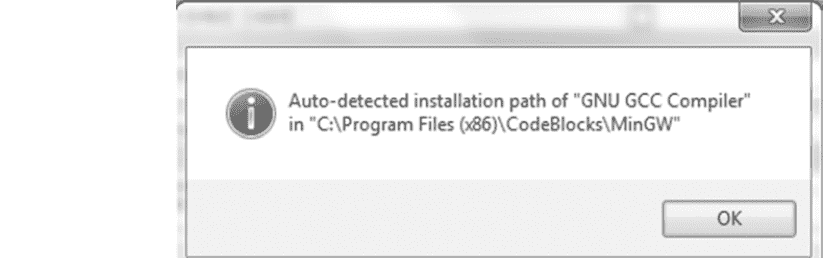 Auto-detected installation path of "GNU GCC Compiler"
in "C:\Program Files (x86)\CodeBlocks\MinGW"
OK